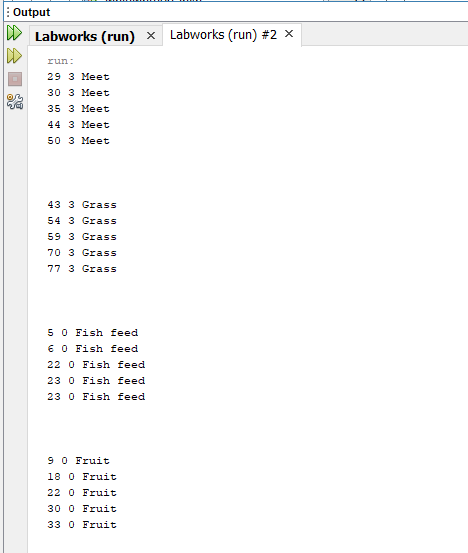 Output
Labworks (run) × Labworks (run) #2 ×
run:
29 3 Meet
30 3 Meet
35 3 Meet
44 3 Meet
50 3 Meet
43 3 Grass
54 3 Grass
59 3 Grass
70 3 Grass
77 3 Grass
5 0 Fish feed
6 0 Fish feed
22 0 Fish feed
23 0 Fish feed
23 0 Fish feed
9 0 Fruit
18 0 Fruit
22 0 Fruit
30 0 Fruit
33 0 Fruit